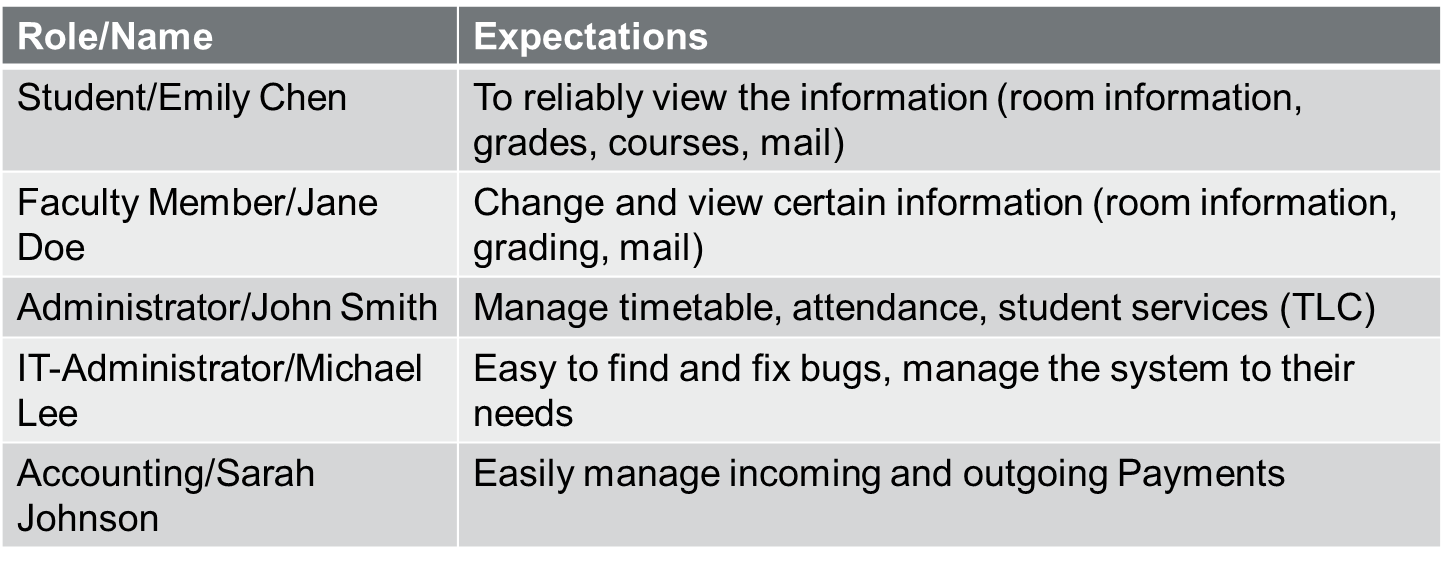 Role/Name
Expectations
Student/Emily Chen
To reliably view the information (room information,
grades, courses, mail)
Faculty Member/Jane
Doe
Change and view certain information (room information,
grading, mail)
Administrator/John Smith
Manage timetable, attendance, student services (TLC)
IT-Administrator/Michael
Lee
Easy to find and fix bugs, manage the system to their
needs
Accounting/Sarah
Johnson
Easily manage incoming and outgoing Payments